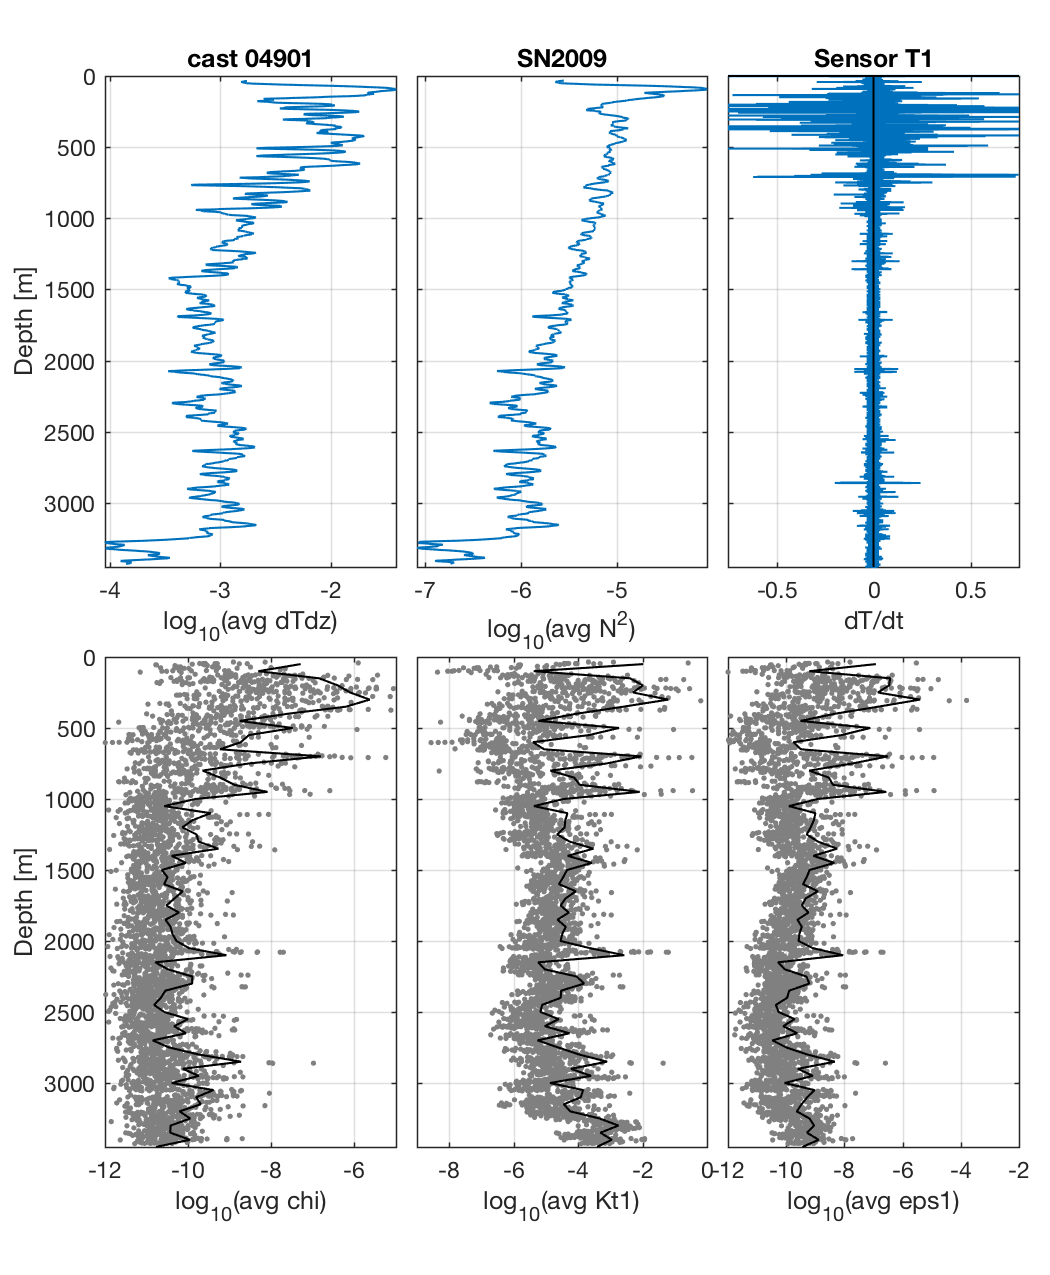 cast 04901 SN2009 Sensor T1
0
500
1000
1500
2000
2500
3000
Depth [m]
-4 -3 -2 -7 -6 -5 -0.5 0 0.5
log10(avg dTdz) log10(avg N2) dT/dt
0
500
1000
1500
2000
2500
3000
Depth [m]
-12 -10 -8 -6 -8 -6 -4 -2 0 -12 -10 -8 -6 -4 -2
log10(avg chi) log10(avg Kt1) log10(avg eps1)